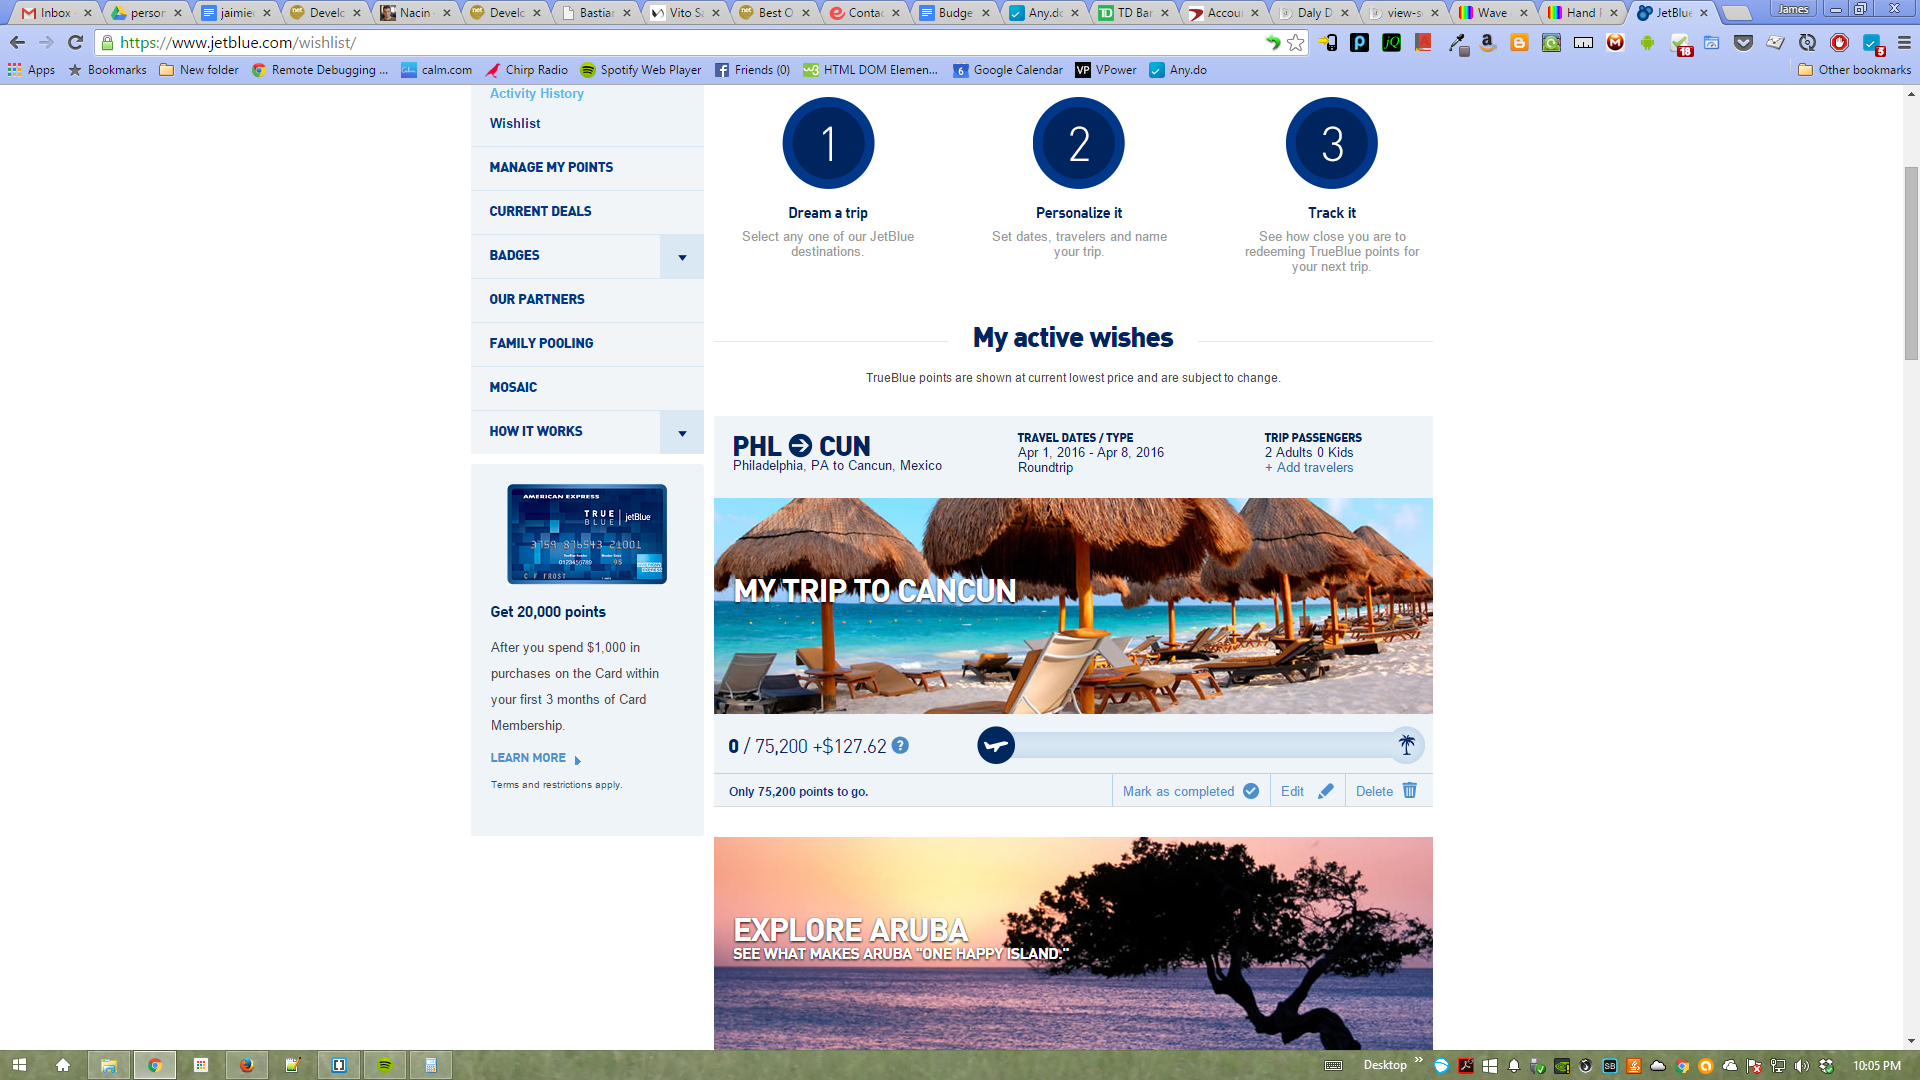 Inbox
person
jaimie
Develo
Nacin
Develo
Bastian
Vito Sa
Best O
Contac
Budge
Any.do
TD Ban
Accou
Daly D
view-s
Wave
Hand
JetBlue
James
https://www.jetblue.com/wishlist/
18
5
Apps
Bookmarks
New folder
Remote Debugging ...
calm.com
Chirp Radio
Spotify Web Player
Friends (0)
HTML DOM Elemen...
Google Calendar
VPower
Any.do
Other bookmarks
Activity History
Wishlist
MANAGE MY POINTS
CURRENT DEALS
BADGES
OUR PARTNERS
FAMILY POOLING
MOSAIC
HOW IT WORKS
AMERICAN EXPRESS
TRUE
BLUE
jetBlue
3759 876543 21001
0123456789 95
C F FROST
Get 20,000 points
After you spend $1,000 in
purchases on the Card within
your first 3 months of Card
Membership.
LEARN MORE
Terms and restrictions apply.
1
Dream a trip
Select any one of our JetBlue
destinations.
2
Personalize it
Set dates, travelers and name
your trip.
3
Track it
See how close you are to
redeeming TrueBlue points for
your next trip.
My active wishes
TrueBlue points are shown at current lowest price and are subject to change.
PHL CUN
Philadelphia, PA to Cancun, Mexico
TRAVEL DATES / TYPE
Apr 1, 2016 - Apr 8, 2016
Roundtrip
TRIP PASSENGERS
2 Adults 0 Kids
+ Add travelers
MY TRIP TO CANCUN
0 / 75,200 +$127.62 ?
Only 75,200 points to go.
Mark as completed
Edit
Delete
EXPLORE ARUBA
SEE WHAT MAKES ARUBA "ONE HAPPY ISLAND."
Desktop
10:05 PM